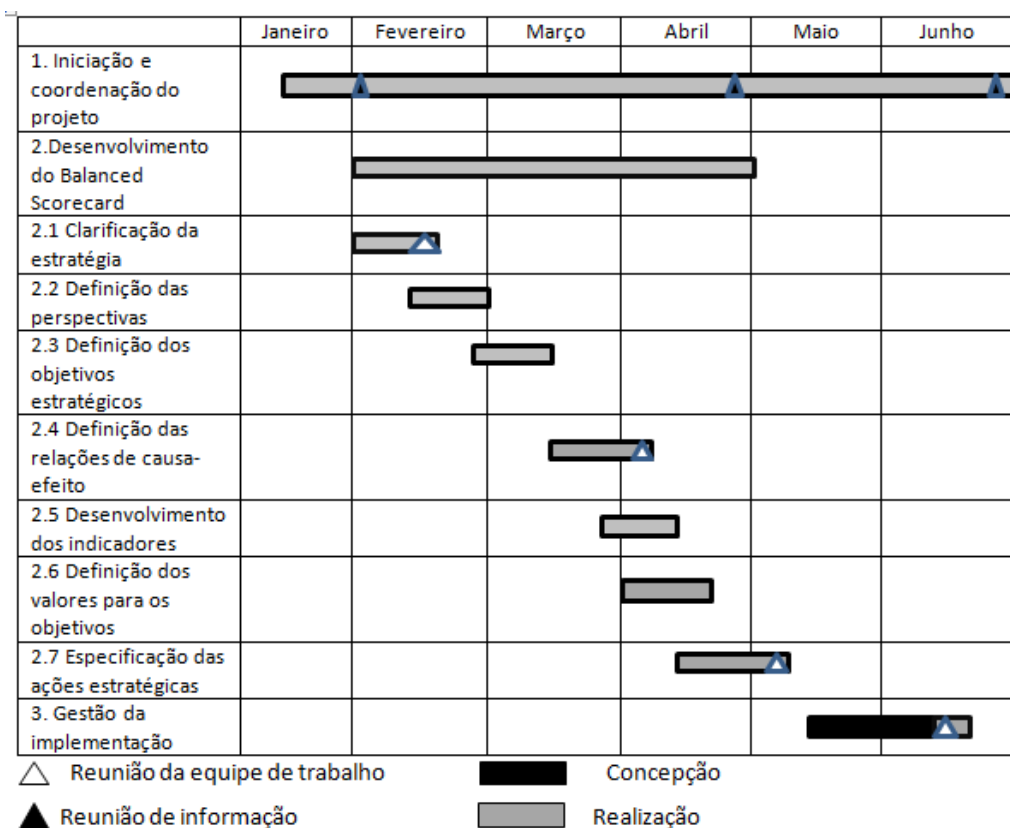 Janeiro Fevereiro Março Abril Maio Junho
1. Iniciação e
coordenação do
projeto
2.Desenvolvimento
do Balanced
Scorecard
2.1 Clarificação da
estratégia
2.2 Definição das
perspectivas
2.3 Definição dos
objetivos
estratégicos
2.4 Definição das
relações de causa-
efeito
2.5 Desenvolvimento
dos indicadores
2.6 Definição dos
valores para os
objetivos
2.7 Especificação das
ações estratégicas
3. Gestão da
implementação
Reunião da equipe de trabalho Concepção
Reunião de informação Realização